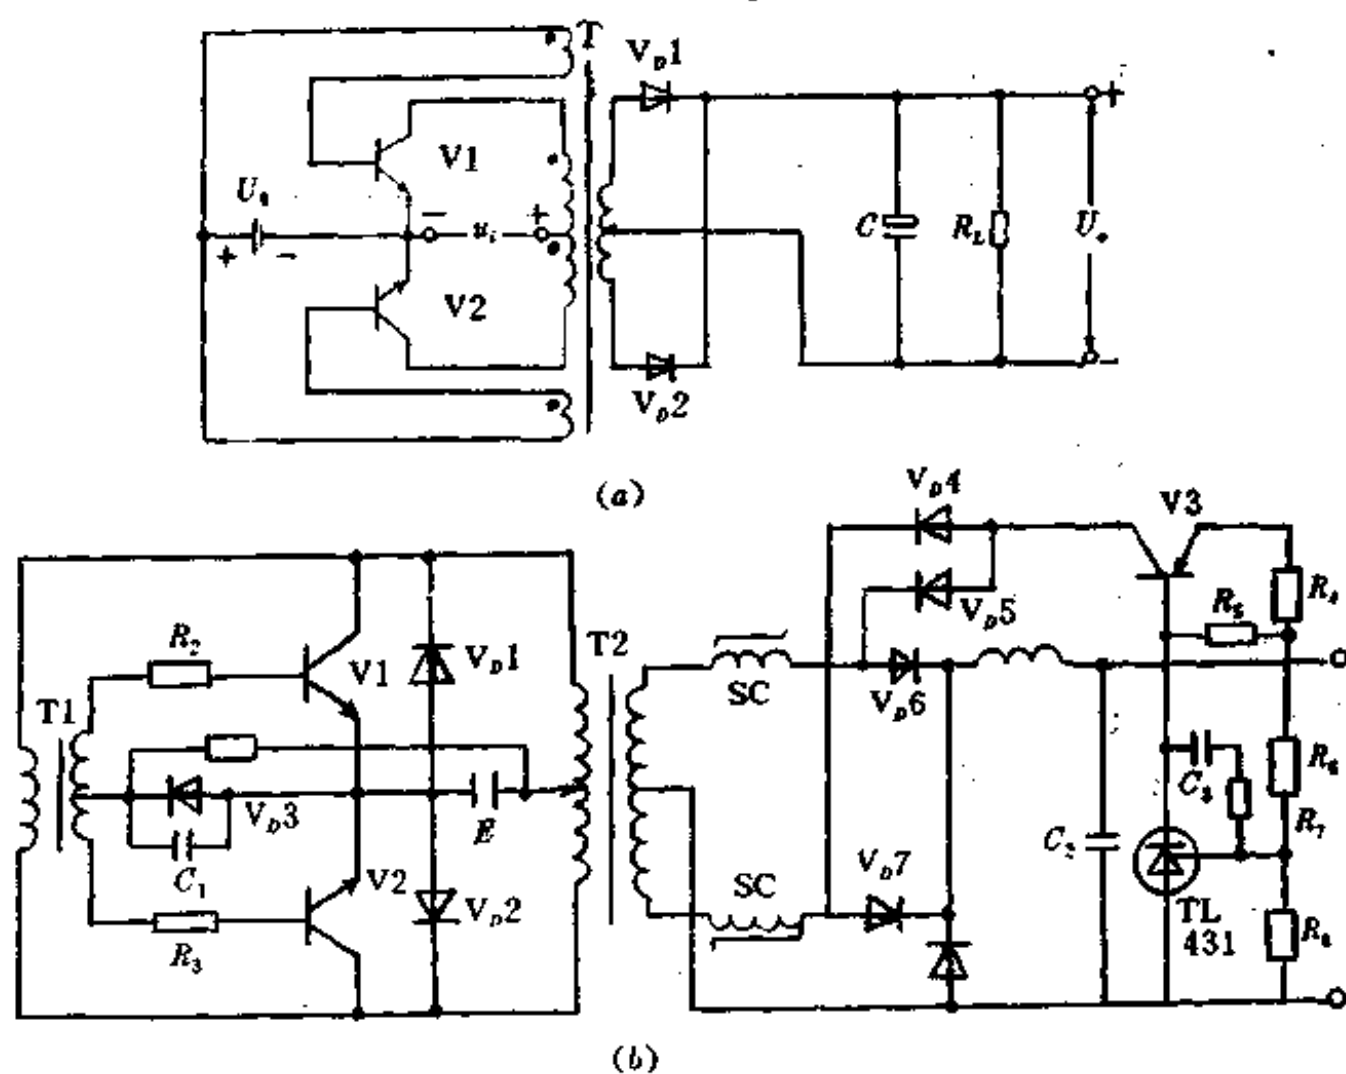 T
V_D1
V1
U_s
+
-
-
u_i
+
C
R_L
U_o
+
V2
V_D2
-
(a)
V_D4
V3
R_4
V_D5
R_5
R_2
V1
V_D1
T2
SC
V_D6
T1
V_D3
E
C_1
V2
V_D2
R_3
SC
V_D7
C_2
C_3
R_6
R_7
TL
431
R_8
(b)